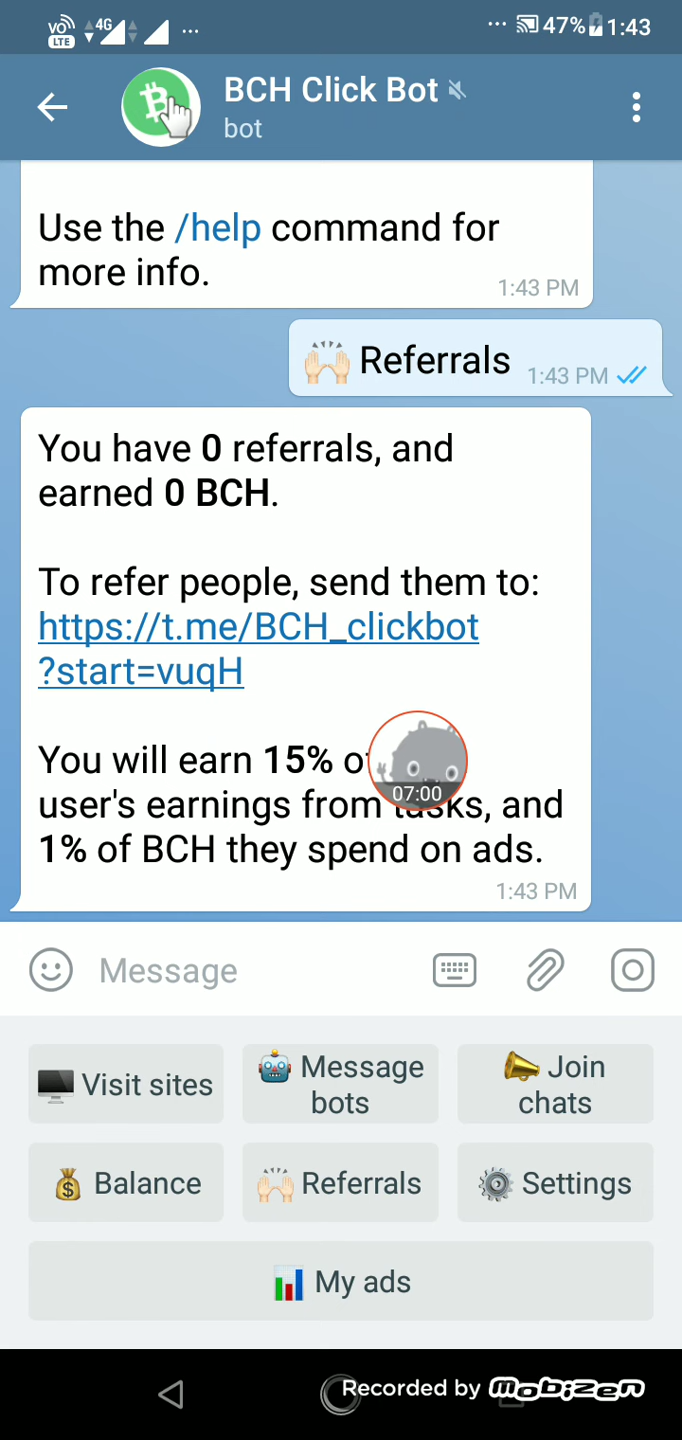 VO LTE 4G ... ... 47% 1:43
BCH Click Bot
bot
Use the /help command for
more info.
1:43 PM
🙌🏻 Referrals 1:43 PM
You have 0 referrals, and
earned 0 BCH.
To refer people, send them to:
https://t.me/BCH_clickbot
?start=vuqH
You will earn 15%
user's earnings from tasks, and
07:00
1% of BCH they spend on ads.
1:43 PM
Message
🖥 Visit sites
🤖 Message
bots
📣 Join
chats
💰 Balance
🙌🏻 Referrals
⚙ Settings
📊 My ads
Recorded by mobizen